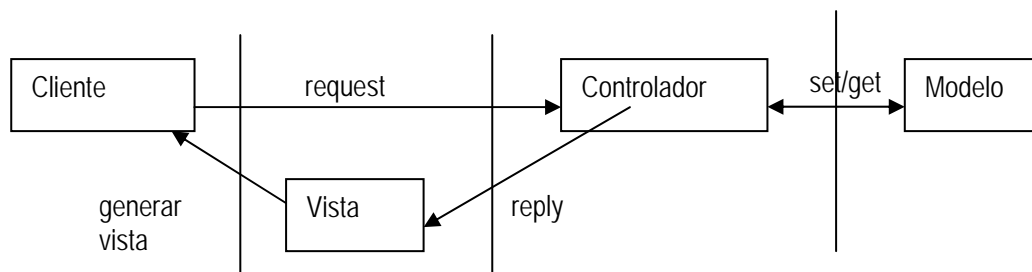 Cliente
request
Controlador
set/get
Modelo
generar
vista
Vista
reply